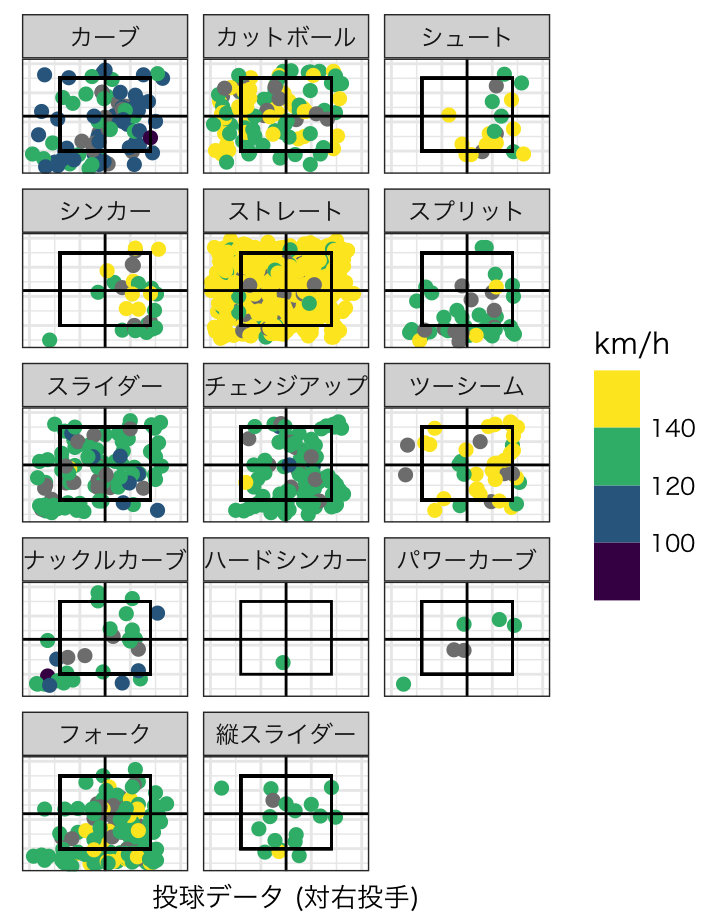 カーブ
カットボール
シュート
シンカー
ストレート
スプリット
スライダー
チェンジアップ
ツーシーム
ナックルカーブ
ハードシンカー
パワーカーブ
フォーク
縦スライダー
km/h
140
120
100
投球データ (対右投手)